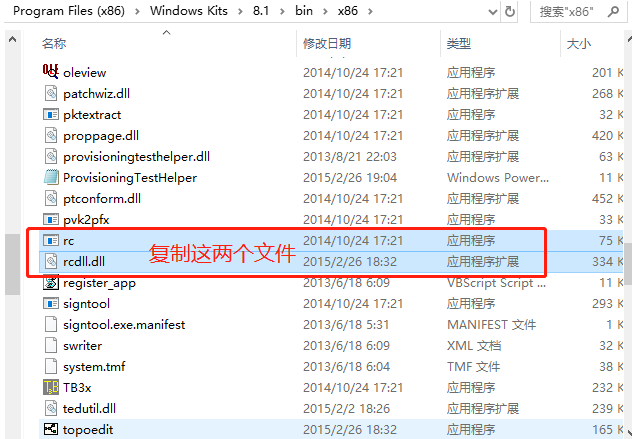 Program Files (x86) > Windows Kits > 8.1 > bin > x86 >
搜索"x86"
名称 修改日期 类型 大小
oleview 2014/10/24 17:21 应用程序 201 K
patchwiz.dll 2014/10/24 17:21 应用程序扩展 268 K
pktextract 2014/10/24 17:21 应用程序 32 K
proppage.dll 2014/10/24 17:21 应用程序扩展 420 K
provisioningtesthelper.dll 2013/8/21 22:03 应用程序扩展 63 K
ProvisioningTestHelper 2015/2/26 19:04 Windows Power... 11 K
ptconform.dll 2014/10/24 17:21 应用程序扩展 452 K
pvk2pfx 2014/10/24 17:21 应用程序 33 K
rc 2014/10/24 17:21 应用程序 75 K
复制这两个文件
rcdll.dll 2015/2/26 18:32 应用程序扩展 334 K
register_app 2013/6/18 6:09 VBScript Script ... 11 K
signtool 2014/10/24 17:21 应用程序 293 K
signtool.exe.manifest 2013/6/18 5:31 MANIFEST 文件 1 K
swriter 2013/6/18 6:09 XML 文档 32 K
system.tmf 2013/6/18 6:04 TMF 文件 38 K
TB3x 2014/10/24 17:21 应用程序 232 K
tedutil.dll 2015/2/2 18:26 应用程序扩展 239 K
topoedit 2015/2/26 18:32 应用程序 165 K